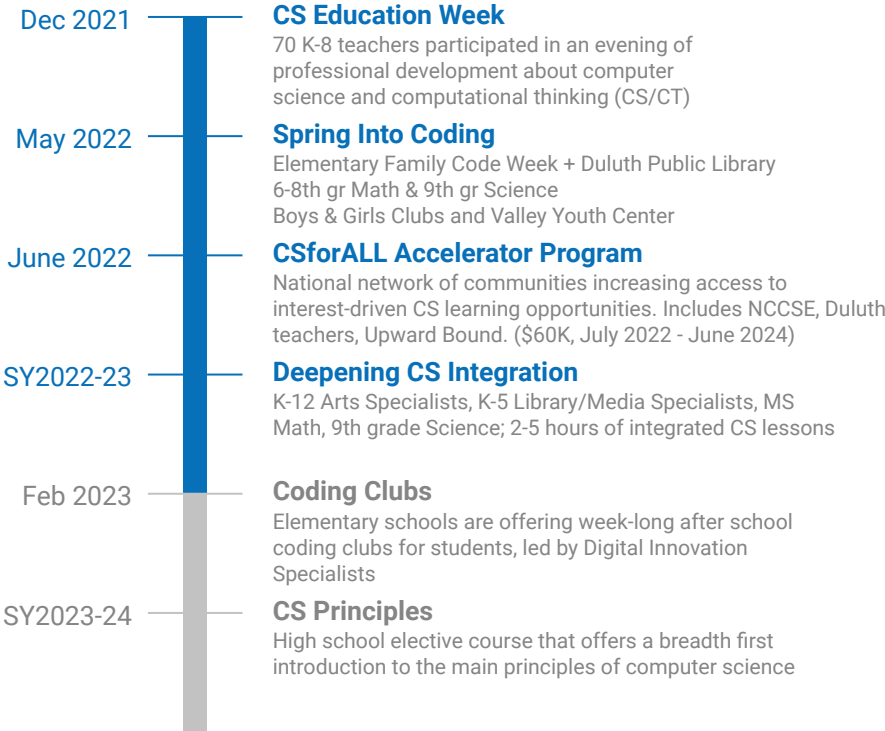 Dec 2021
CS Education Week
70 K-8 teachers participated in an evening of
professional development about computer
science and computational thinking (CS/CT)
May 2022
Spring Into Coding
Elementary Family Code Week + Duluth Public Library
6-8th gr Math & 9th gr Science
Boys & Girls Clubs and Valley Youth Center
June 2022
CSforALL Accelerator Program
National network of communities increasing access to
interest-driven CS learning opportunities. Includes NCCSE, Duluth
teachers, Upward Bound. ($60K, July 2022 - June 2024)
SY2022-23
Deepening CS Integration
K-12 Arts Specialists, K-5 Library/Media Specialists, MS
Math, 9th grade Science; 2-5 hours of integrated CS lessons
Feb 2023
Coding Clubs
Elementary schools are offering week-long after school
coding clubs for students, led by Digital Innovation
Specialists
SY2023-24
CS Principles
High school elective course that offers a breadth first
introduction to the main principles of computer science